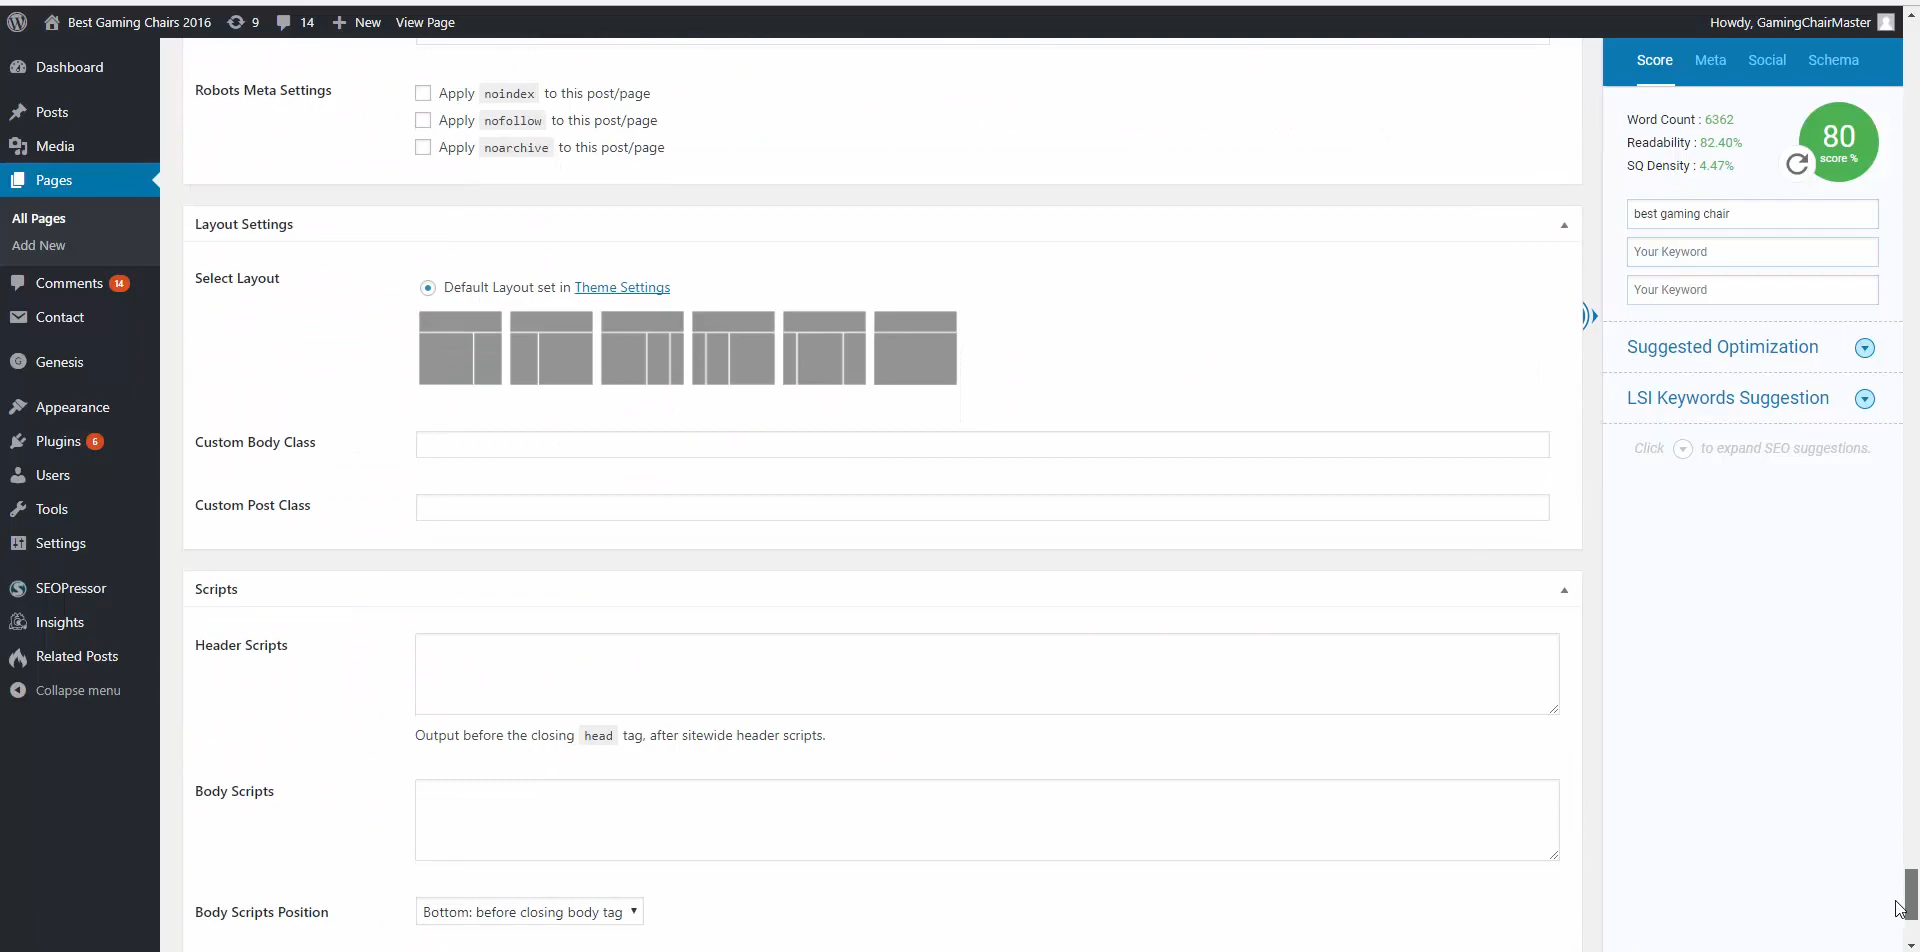 Best Gaming Chairs 2016 9 14 New View Page Howdy, GamingChairMaster
Dashboard
Posts
Media
Pages
All Pages
Add New
Comments 14
Contact
Genesis
Appearance
Plugins 6
Users
Tools
Settings
SEOPressor
Insights
Related Posts
Collapse menu
Robots Meta Settings
Apply noindex to this post/page
Apply nofollow to this post/page
Apply noarchive to this post/page
Layout Settings
Select Layout
Default Layout set in Theme Settings
Custom Body Class
Custom Post Class
Scripts
Header Scripts
Output before the closing head tag, after sitewide header scripts.
Body Scripts
Body Scripts Position
Bottom: before closing body tag
Score Meta Social Schema
Word Count : 6362
Readability : 82.40%
SQ Density : 4.47%
80
score %
best gaming chair
Your Keyword
Your Keyword
Suggested Optimization
LSI Keywords Suggestion
Click to expand SEO suggestions.